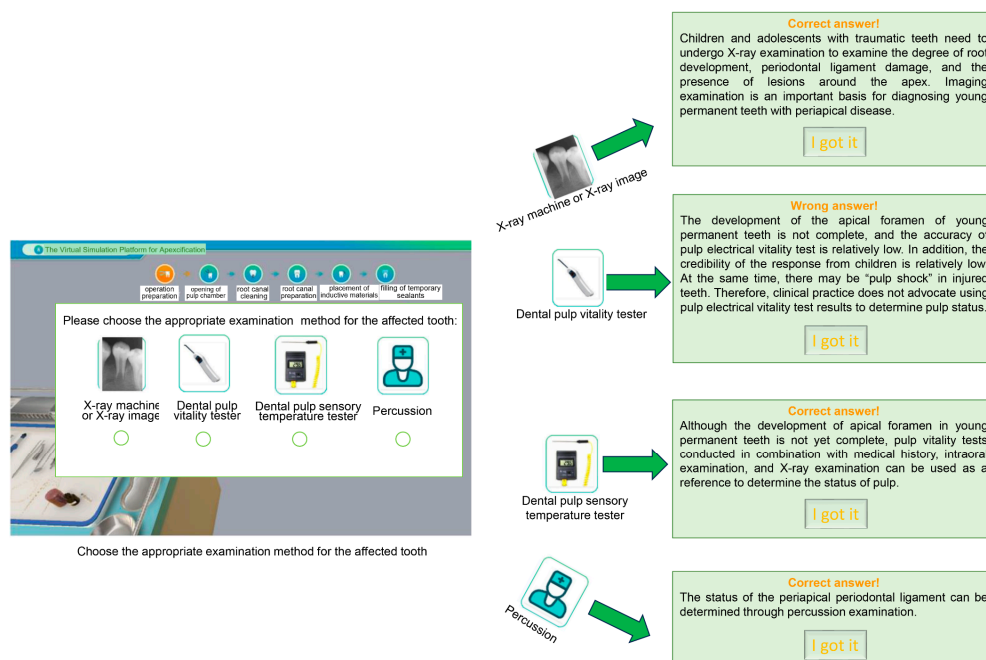 The Virtual Simulation Platform for Apexcification
operation
preparation
opening of
pulp chamber
root canal
cleaning
root canal
preparation
placement of
inductive materials
filling of temporary
sealants
Please choose the appropriate examination method for the affected tooth:
X-ray machine
or X-ray image
Dental pulp
vitality tester
Dental pulp sensory
temperature tester
Percussion
Choose the appropriate examination method for the affected tooth
X-ray machine or X-ray image
Correct answer!
Children and adolescents with traumatic teeth need to
undergo X-ray examination to examine the degree of root
development, periodontal ligament damage, and the
presence of lesions around the apex. Imaging
examination is an important basis for diagnosing young
permanent teeth with periapical disease.
I got it
Dental pulp vitality tester
Wrong answer!
The development of the apical foramen of young
permanent teeth is not complete, and the accuracy of
pulp electrical vitality test is relatively low. In addition, the
credibility of the response from children is relatively low.
At the same time, there may be “pulp shock” in injured
teeth. Therefore, clinical practice does not advocate using
pulp electrical vitality test results to determine pulp status.
I got it
Dental pulp sensory
temperature tester
Correct answer!
Although the development of apical foramen in young
permanent teeth is not yet complete, pulp vitality tests
conducted in combination with medical history, intraoral
examination, and X-ray examination can be used as a
reference to determine the status of pulp.
I got it
Percussion
Correct answer!
The status of the periapical periodontal ligament can be
determined through percussion examination.
I got it